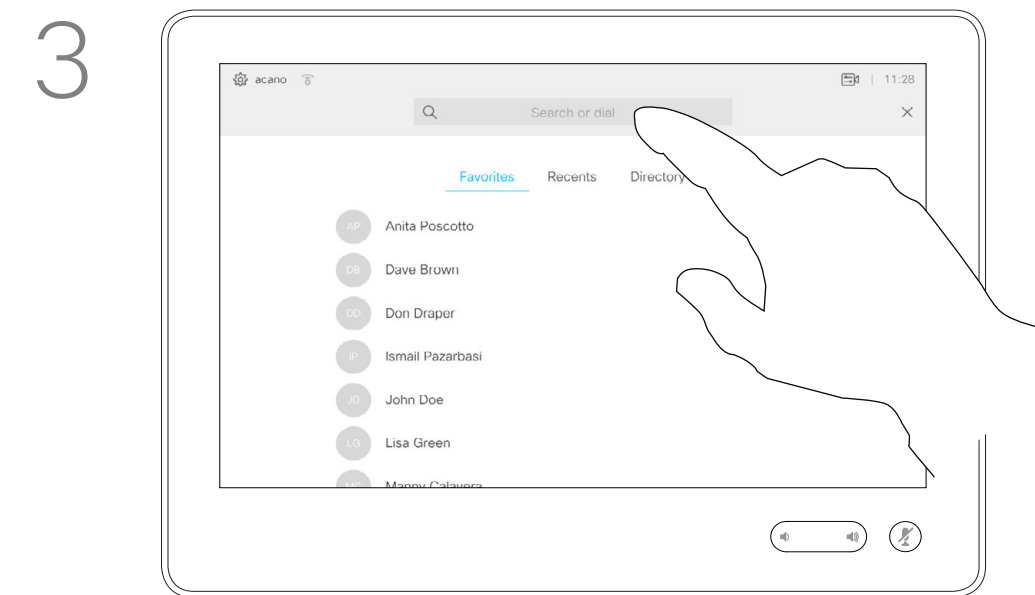 3
acano
11:28
Search or dial
Favorites Recents Directory
AP Anita Poscotto
DB Dave Brown
DD Don Draper
IP Ismail Pazarbasi
JD John Doe
LG Lisa Green
MC Manny Calavera